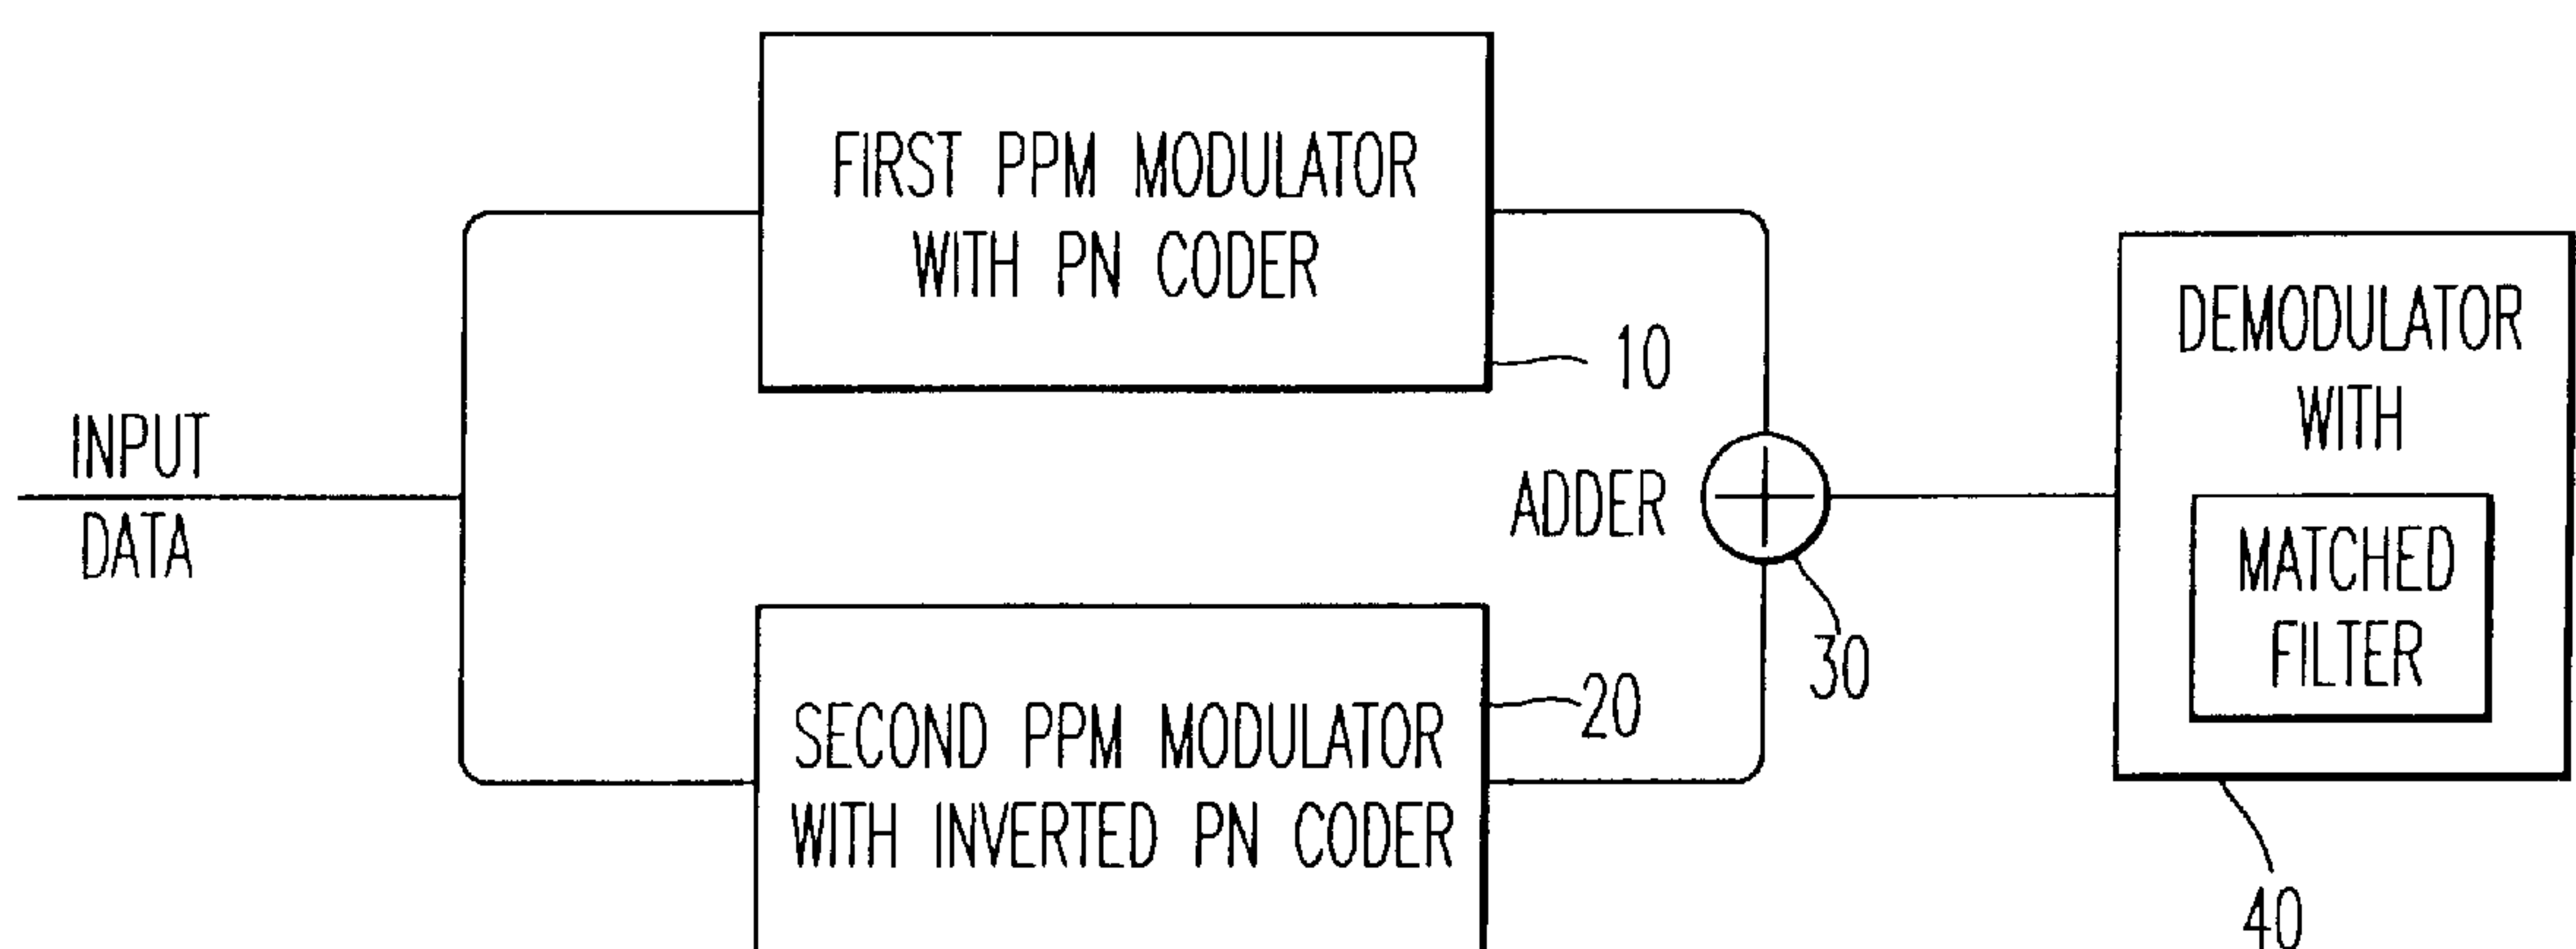 INPUT
DATA
FIRST PPM MODULATOR
WITH PN CODER
10
ADDER
30
SECOND PPM MODULATOR
WITH INVERTED PN CODER
20
DEMODULATOR
WITH
MATCHED
FILTER
40